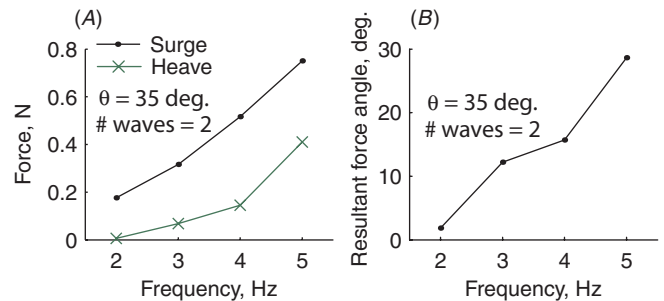 (A)
Surge
Heave
θ = 35 deg.
# waves = 2
Force, N
0.8
0.6
0.4
0.2
0
2 3 4 5
Frequency, Hz
(B)
θ = 35 deg.
# waves = 2
Resultant force angle, deg.
30
20
10
0
2 3 4 5
Frequency, Hz